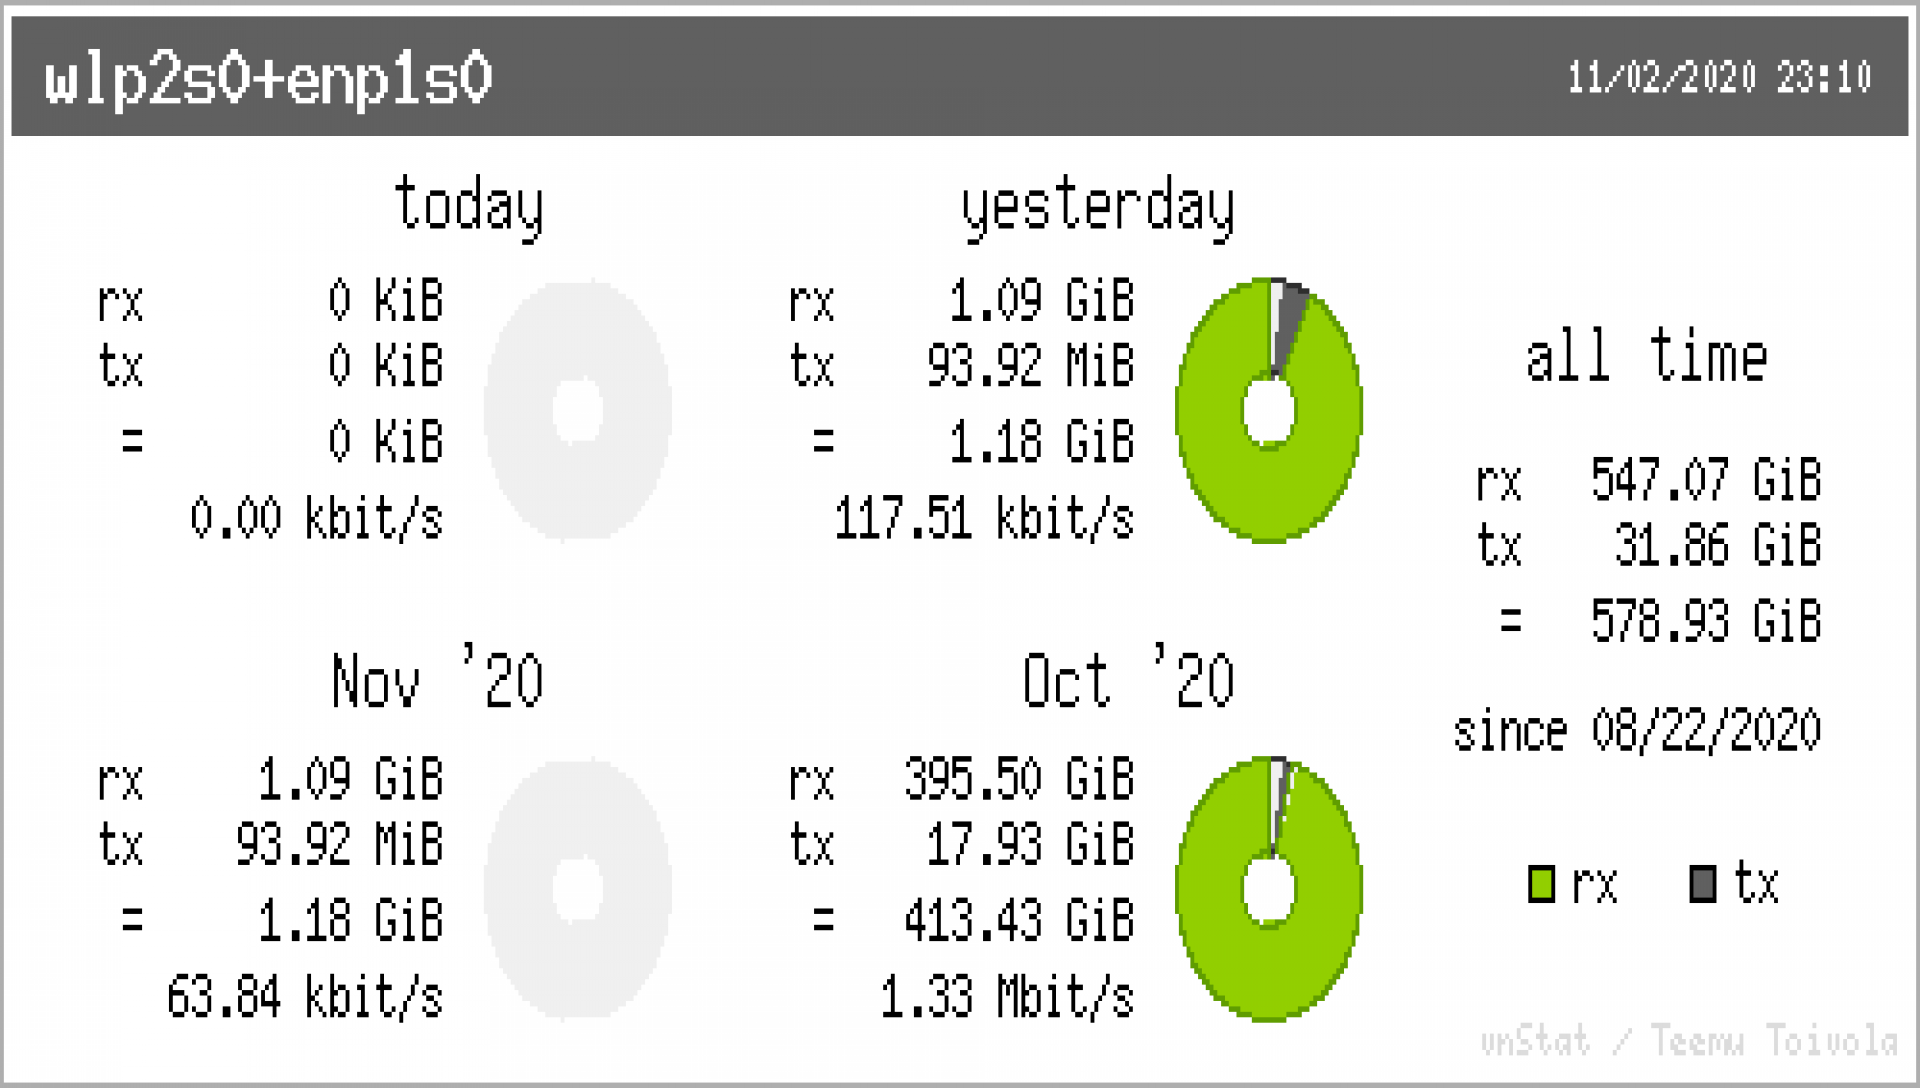 wlp2s0+enp1s0 11/02/2020 23:10
today
rx 0 KiB
tx 0 KiB
= 0 KiB
0.00 kbit/s
yesterday
rx 1.09 GiB
tx 93.92 MiB
= 1.18 GiB
117.51 kbit/s
Nov '20
rx 1.09 GiB
tx 93.92 MiB
= 1.18 GiB
63.84 kbit/s
Oct '20
rx 395.50 GiB
tx 17.93 GiB
= 413.43 GiB
1.33 Mbit/s
all time
rx 547.07 GiB
tx 31.86 GiB
= 578.93 GiB
since 08/22/2020
rx tx
vnStat / Teemu Toivola